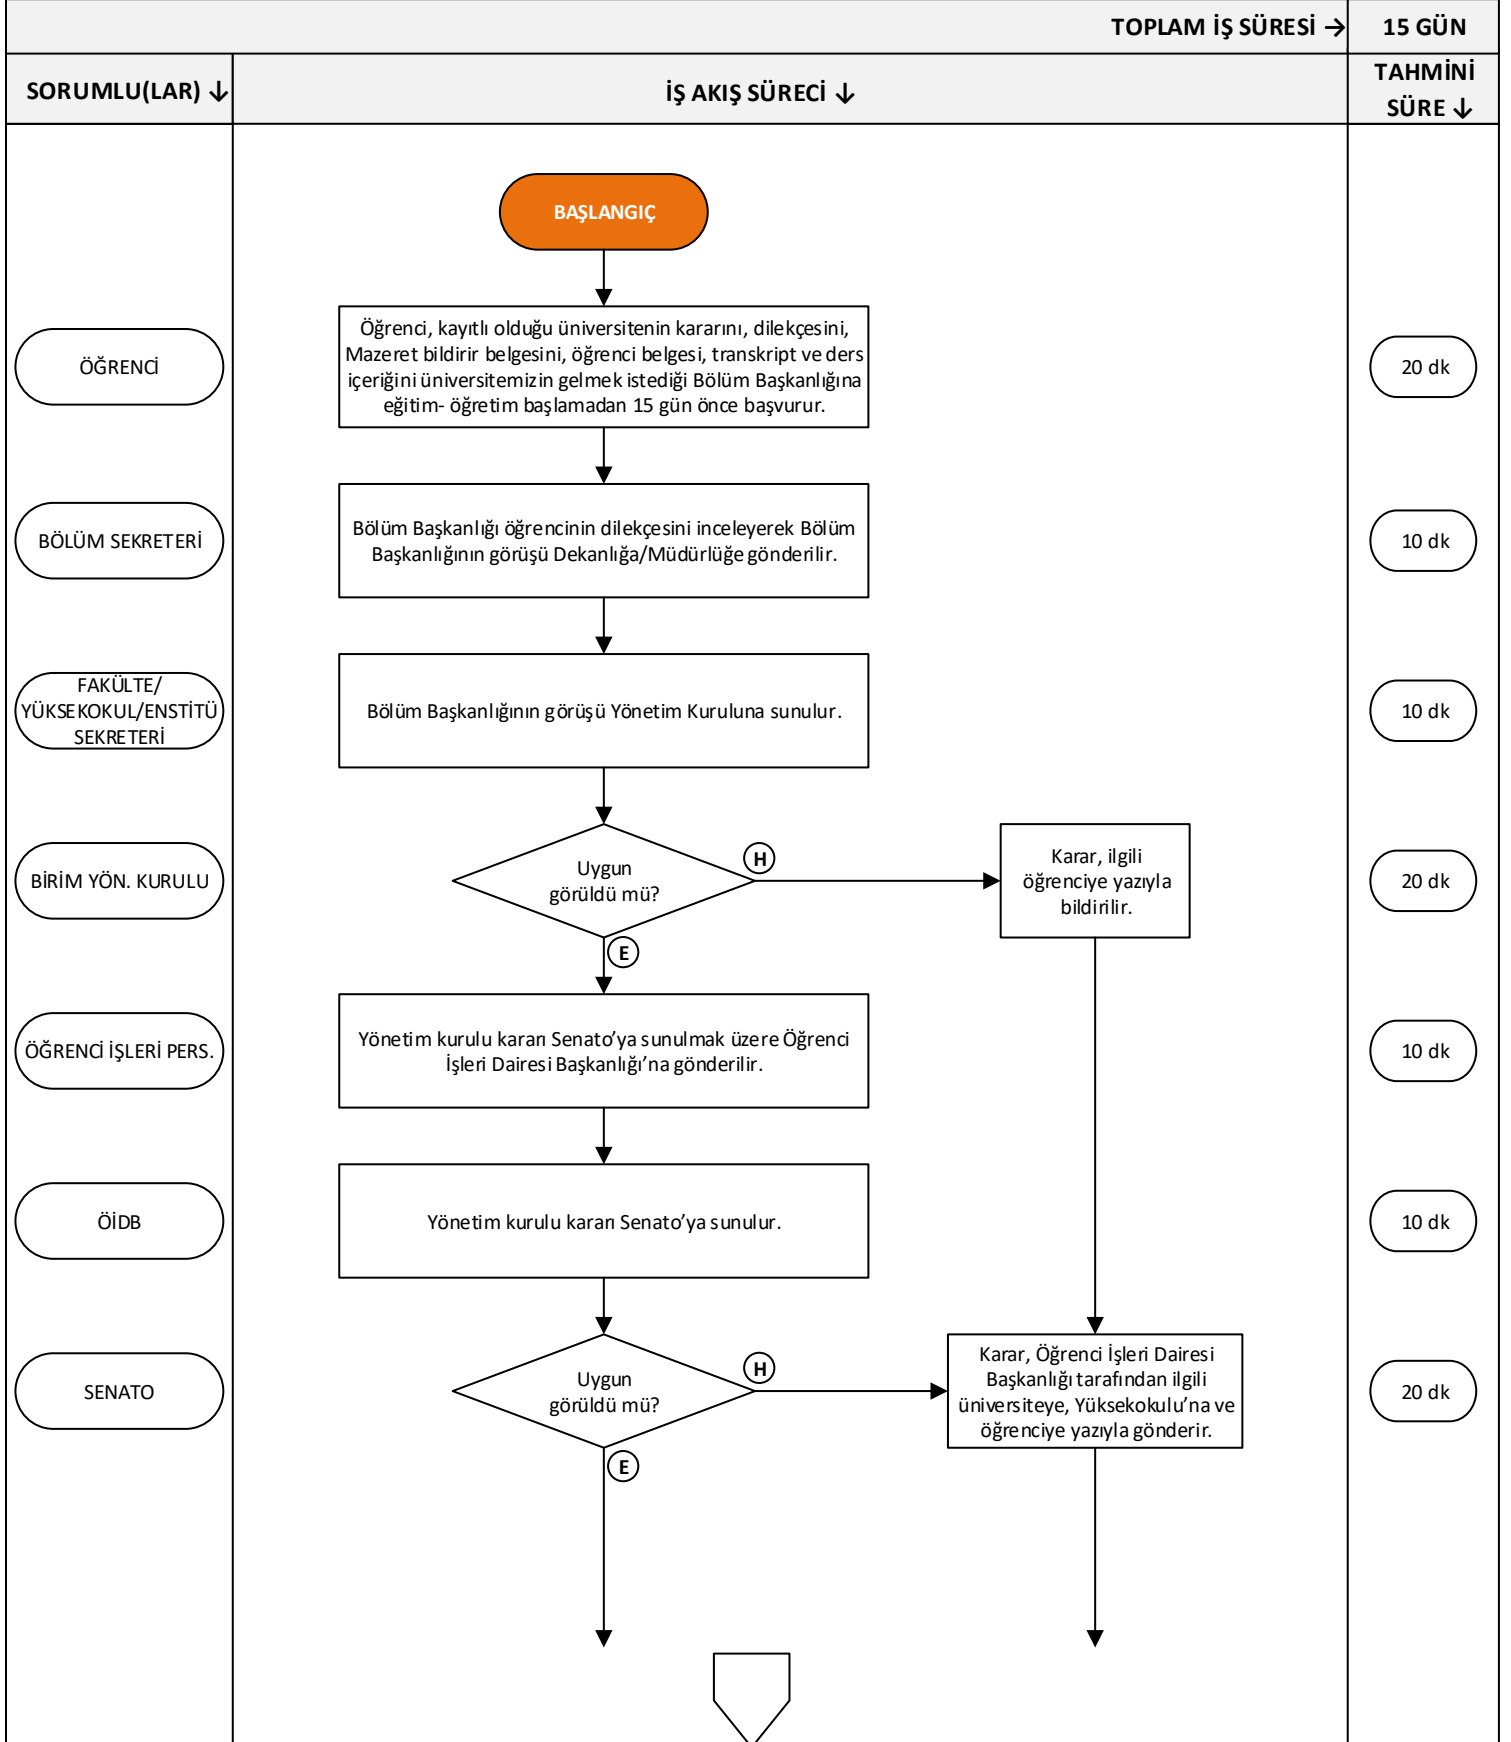 TOPLAM İŞ SÜRESİ →
15 GÜN
SORUMLU(LAR) ↓
İŞ AKIŞ SÜRECİ ↓
TAHMİNİ
SÜRE ↓
BAŞLANGIÇ
ÖĞRENCİ
Öğrenci, kayıtlı olduğu üniversitenin kararını, dilekçesini,
Mazeret bildirir belgesini, öğrenci belgesi, transkript ve ders
içeriğini üniversitemizin gelmek istediği Bölüm Başkanlığına
eğitim- öğretim başlamadan 15 gün önce başvurur.
20 dk
BÖLÜM SEKRETERİ
Bölüm Başkanlığı öğrencinin dilekçesini inceleyerek Bölüm
Başkanlığının görüşü Dekanlığa/Müdürlüğe gönderilir.
10 dk
FAKÜLTE/
YÜKSEKOKUL/ENSTİTÜ
SEKRETERİ
Bölüm Başkanlığının görüşü Yönetim Kuruluna sunulur.
10 dk
BİRİM YÖN. KURULU
Uygun
görüldü mü?
H
Karar, ilgili
öğrenciye yazıyla
bildirilir.
20 dk
E
ÖĞRENCİ İŞLERİ PERS.
Yönetim kurulu kararı Senato’ya sunulmak üzere Öğrenci
İşleri Dairesi Başkanlığı’na gönderilir.
10 dk
ÖİDB
Yönetim kurulu kararı Senato’ya sunulur.
10 dk
SENATO
Uygun
görüldü mü?
H
Karar, Öğrenci İşleri Dairesi
Başkanlığı tarafından ilgili
üniversiteye, Yüksekokulu’na ve
öğrenciye yazıyla gönderir.
20 dk
E